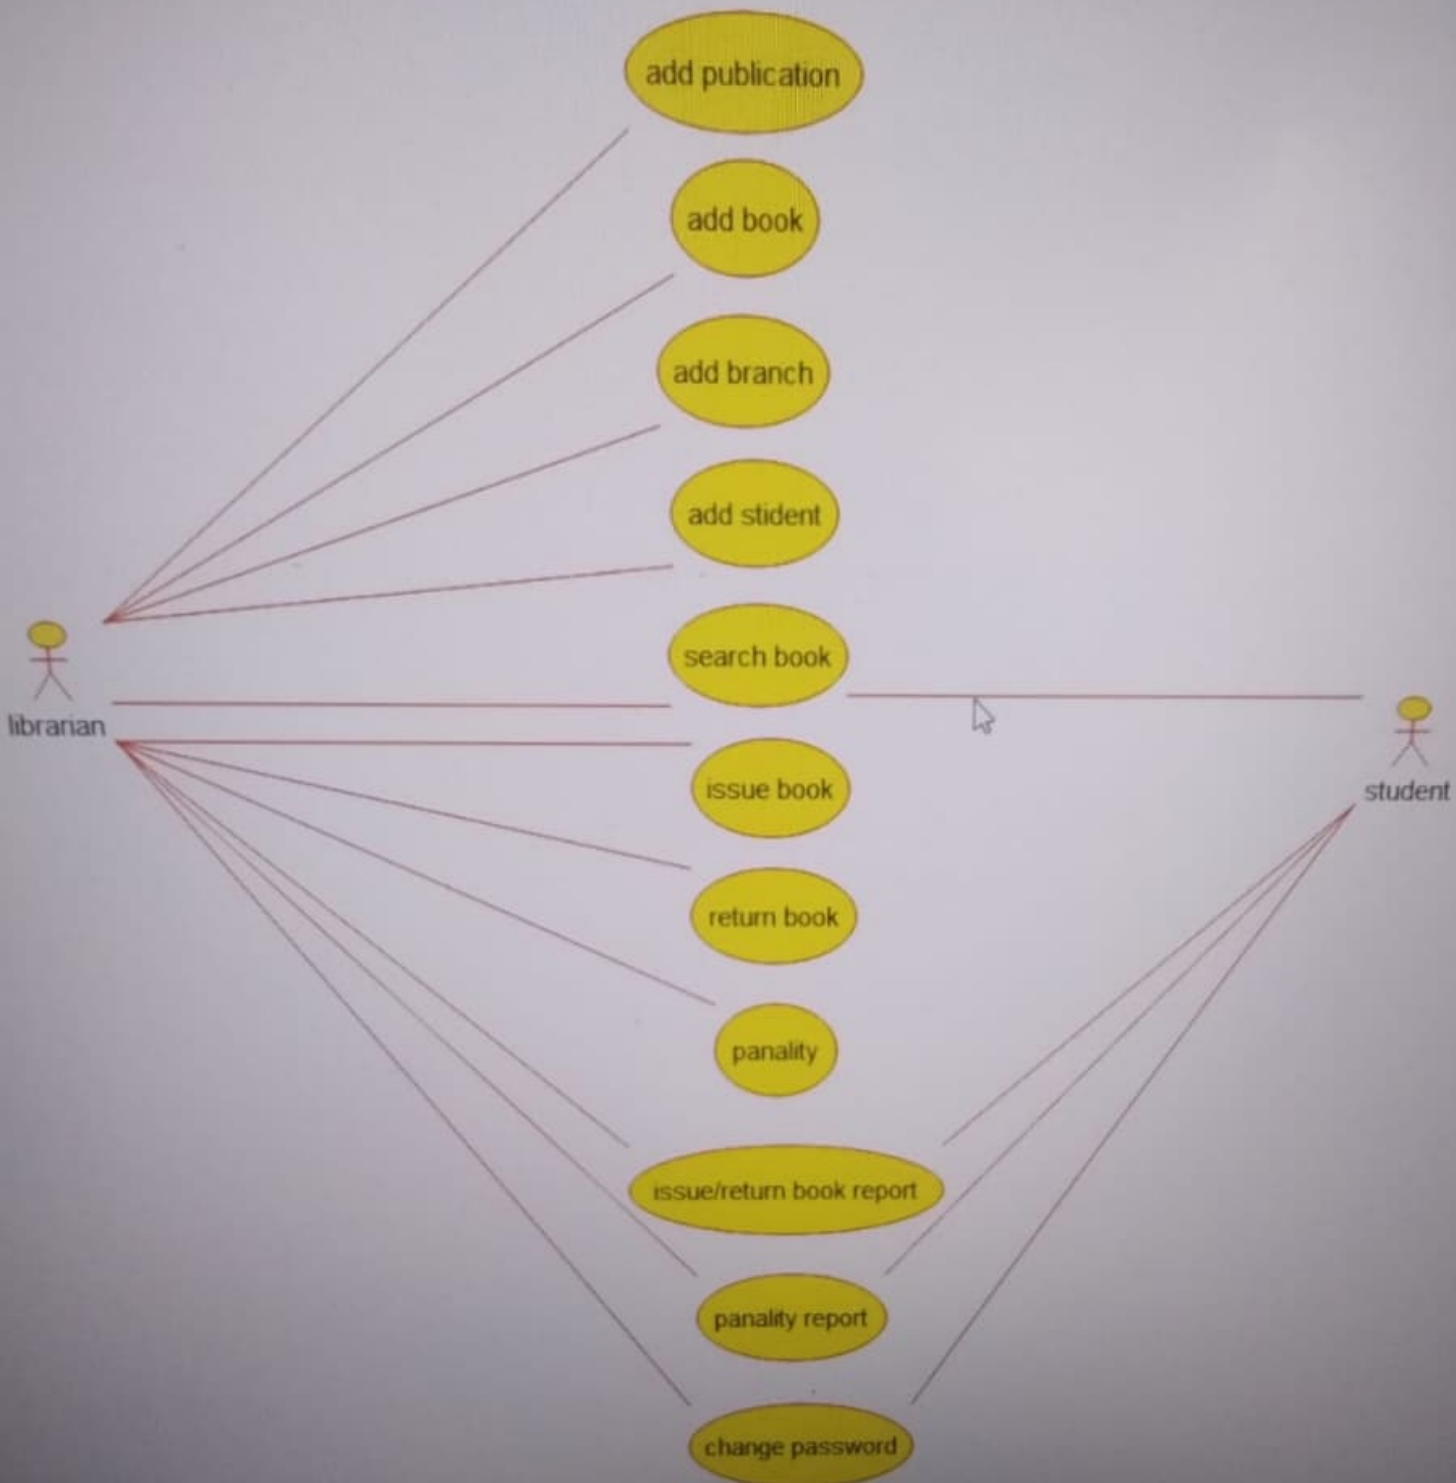 add publication
add book
add branch
add stident
search book
librarian
issue book
student
return book
panality
issue/return book report
panality report
change password